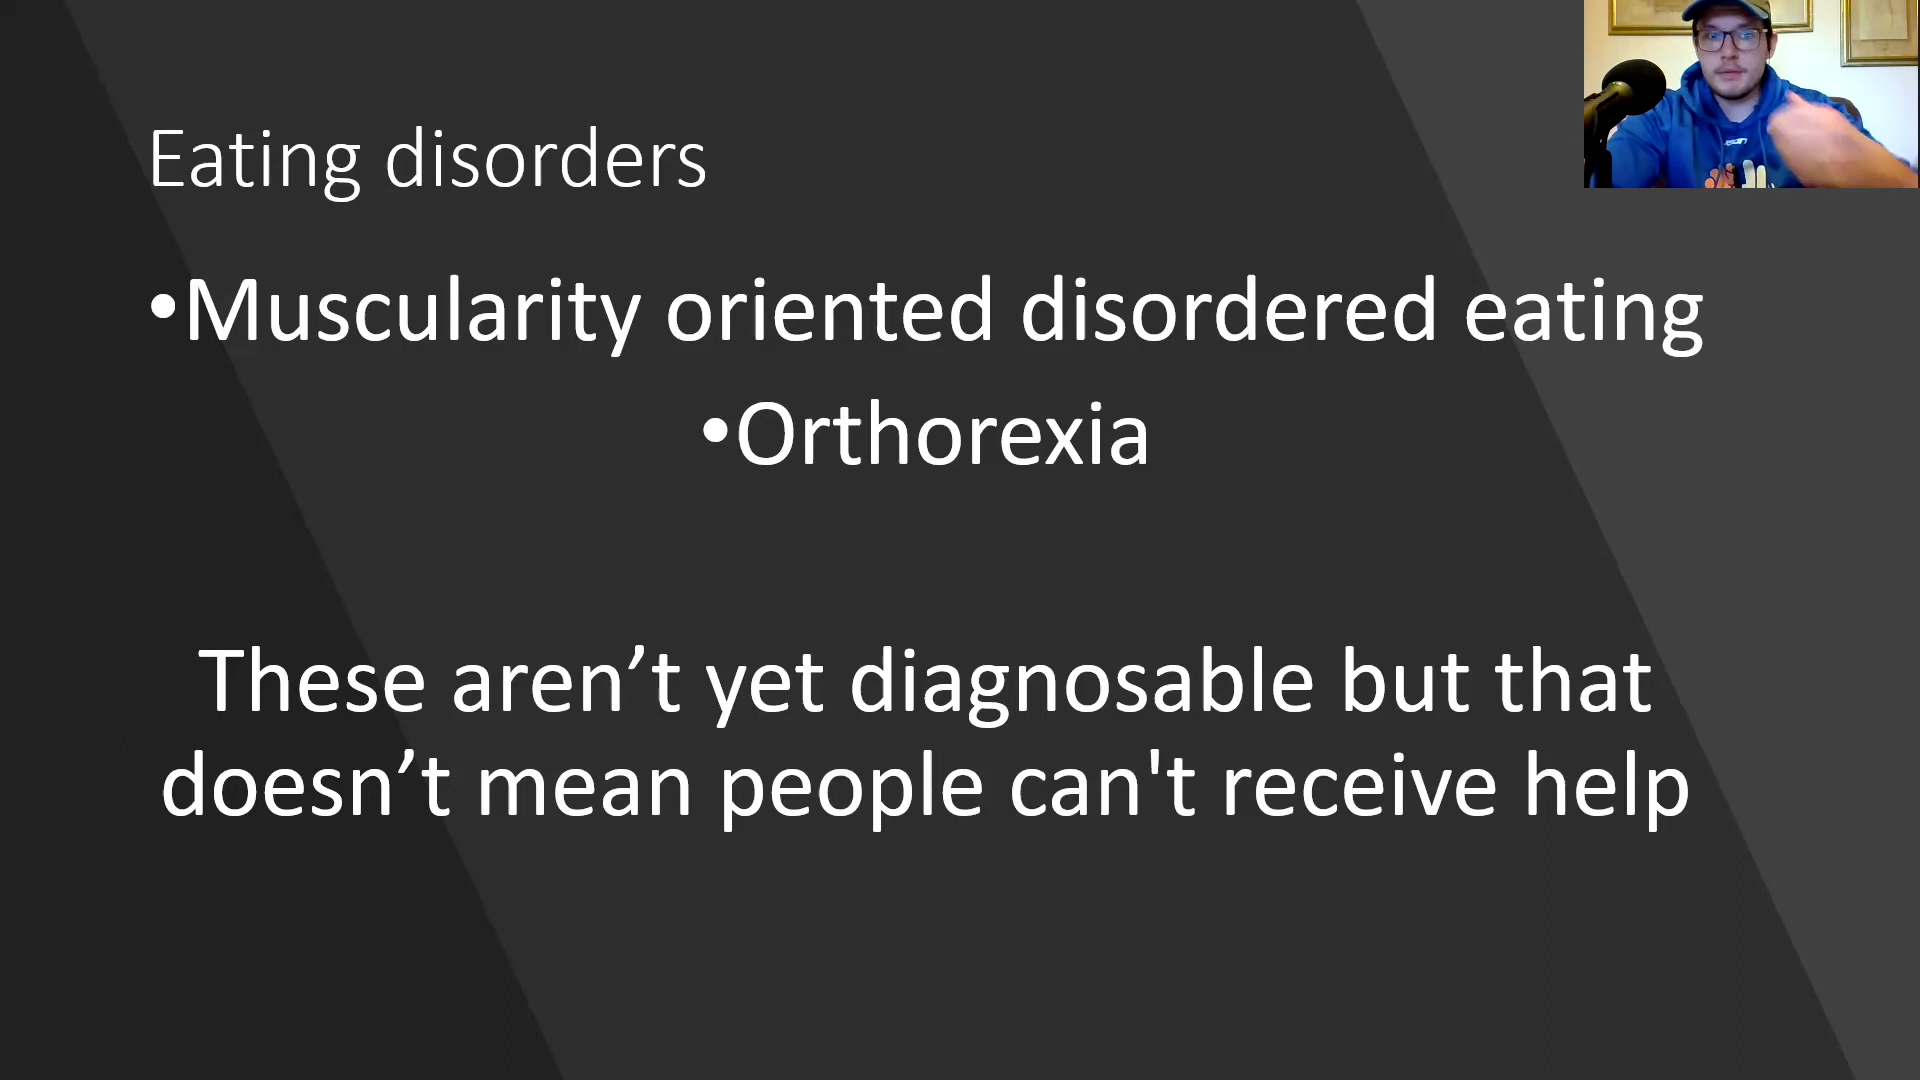 Eating disorders
•Muscularity oriented disordered eating
•Orthorexia
These aren’t yet diagnosable but that
doesn’t mean people can't receive help